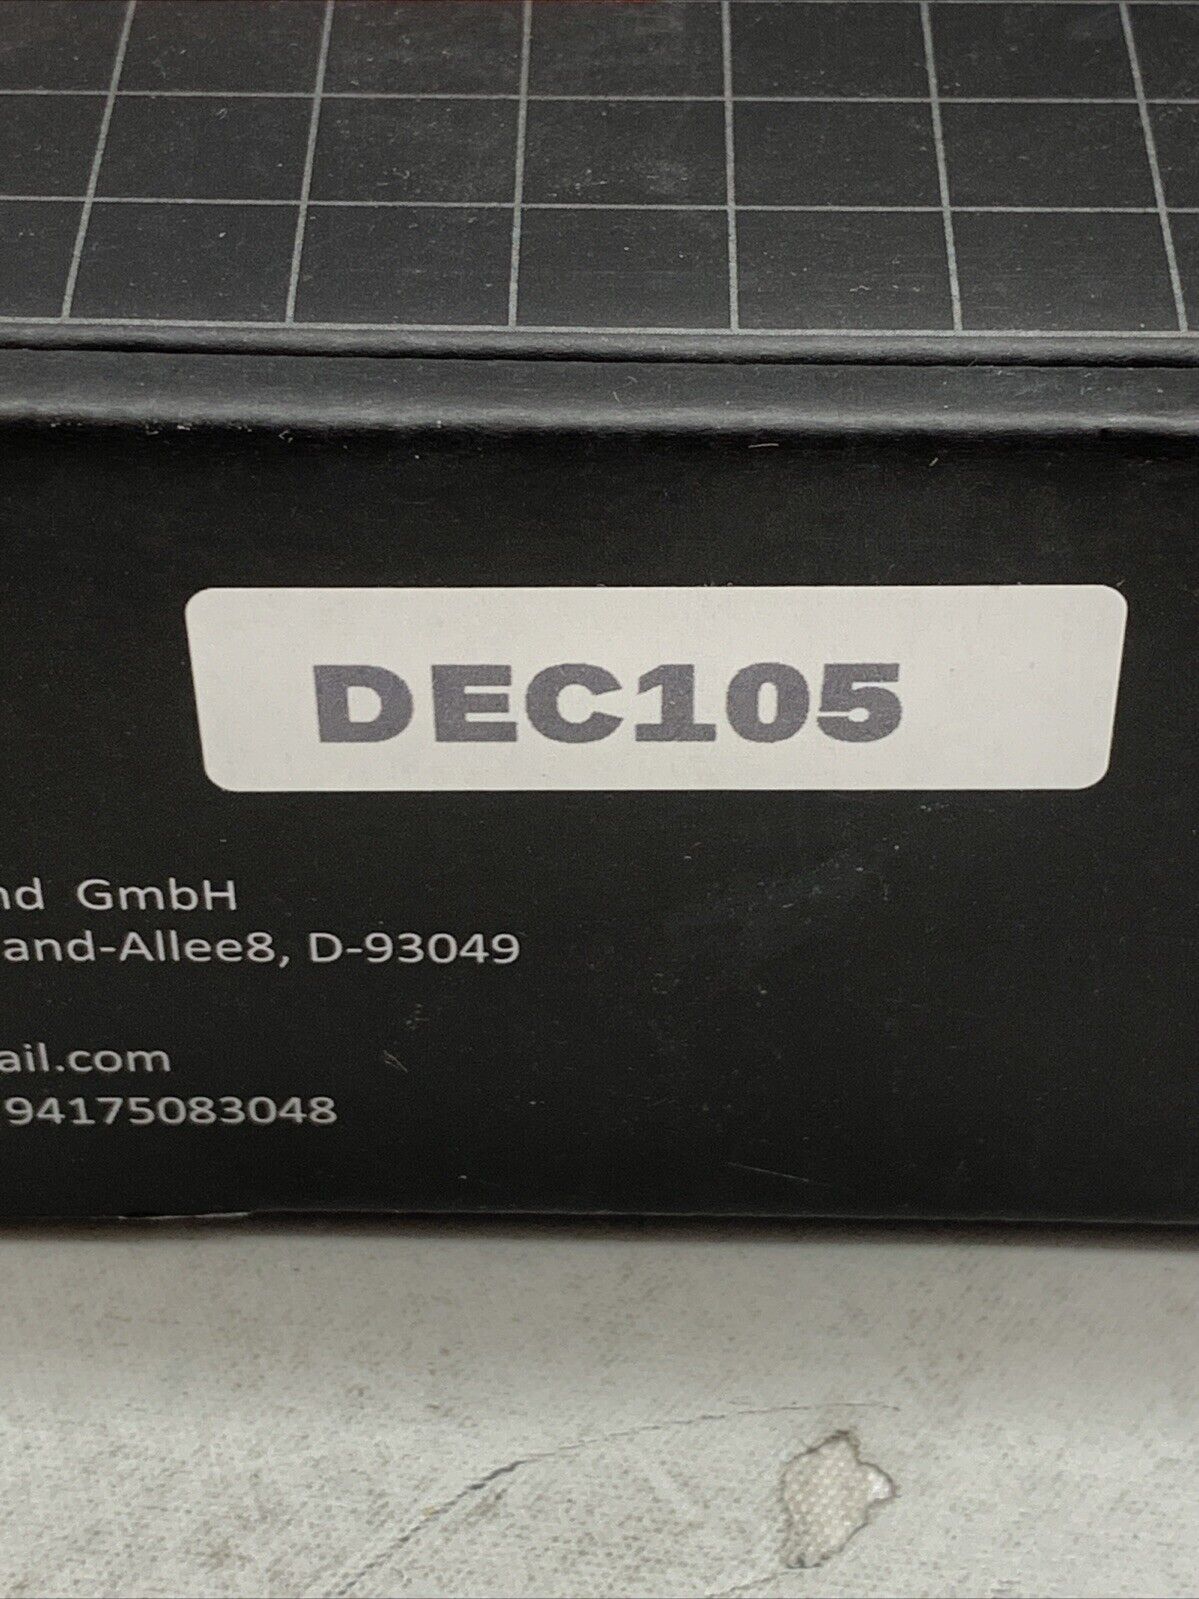 DEC105
nd GmbH
and-Allee8, D-93049
ail.com
94175083048